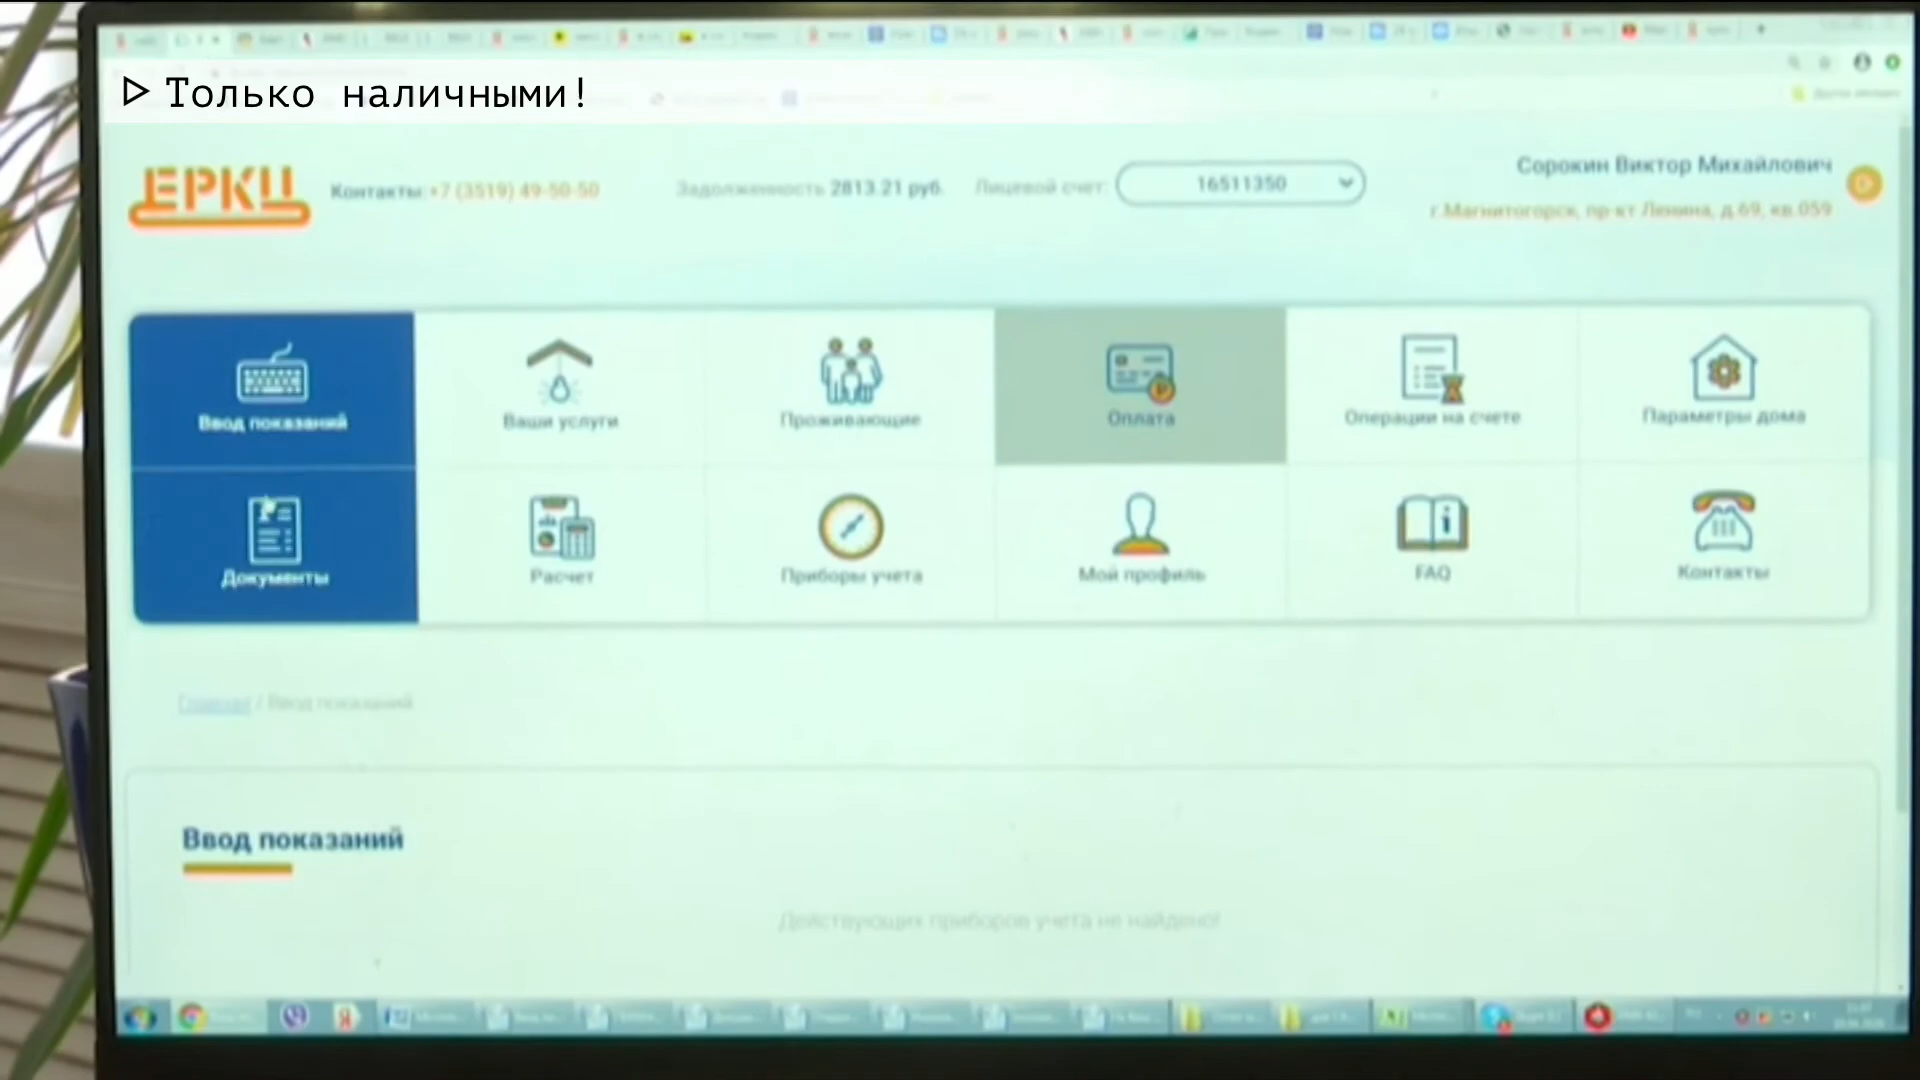 Только наличными!
ЕРКЦ
Контакты: +7 (3519) 49-50-50
Задолженность 2813.21 руб.
Лицевой счет:
16511350
Сорокин Виктор Михайлович
г.Магнитогорск, пр-кт Ленина, д.69, кв.059
Ввод показаний
Ваши услуги
Проживающие
Оплата
Операции на счете
Параметры дома
Документы
Расчет
Приборы учета
Мой профиль
FAQ
Контакты
Главная / Ввод показаний
Ввод показаний
Действующих приборов учета не найдено!